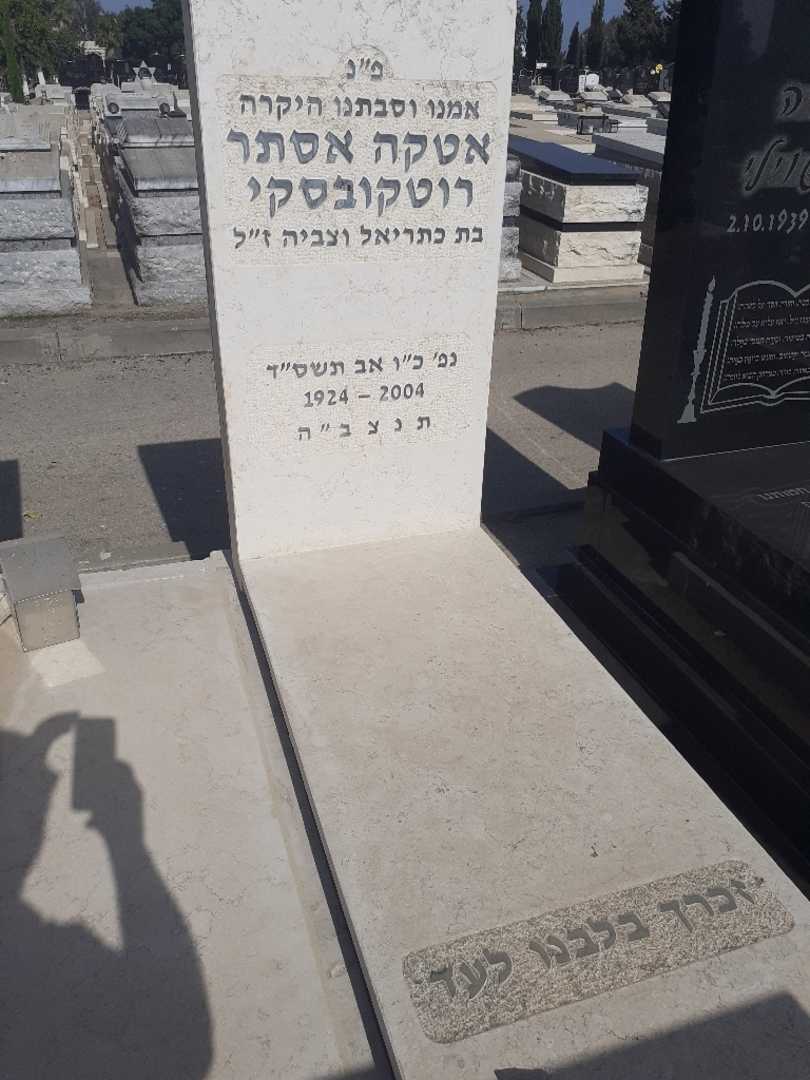 פ"נ
אמנו וסבתנו היקרה
אטקה אסתר
רוטקובסקי
בת כתריאל וצביה ז"ל
נפ' כ"ו אב תשס"ד
1924 - 2004
ת נ צ ב " ה
זכרך בלבנו לעד
2.10.1939